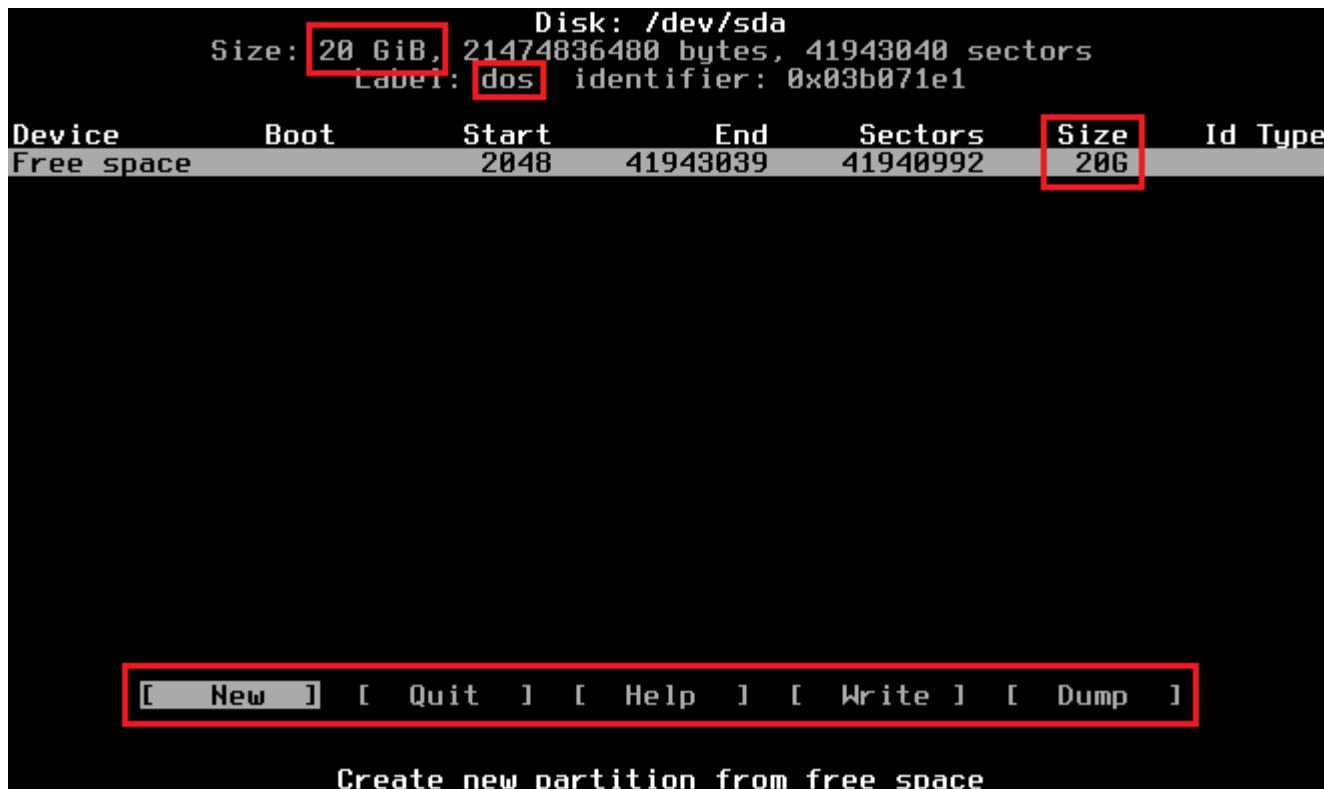 Disk: /dev/sda
Size: 20 GiB, 21474836480 bytes, 41943040 sectors
Label: dos identifier: 0x03b071e1
Device Boot Start End Sectors Size Id Type
Free space 2048 41943039 41940992 20G
[ New ] [ Quit ] [ Help ] [ Write ] [ Dump ]
Create new partition from free space